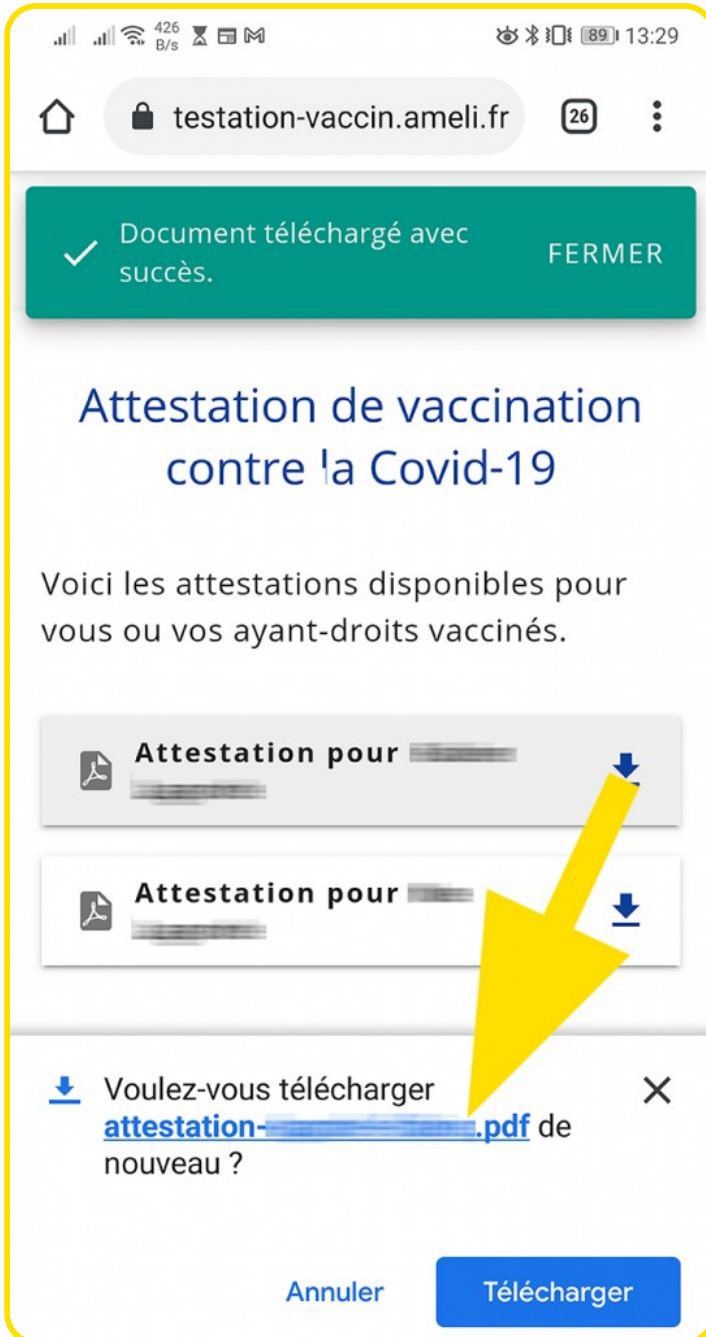 426
B/s
89 13:29
testation-vaccin.ameli.fr
26
Document téléchargé avec
succès.
FERMER
Attestation de vaccination
contre la Covid-19
Voici les attestations disponibles pour
vous ou vos ayant-droits vaccinés.
Attestation pour
Attestation pour
Voulez-vous télécharger
attestation- .pdf de
nouveau ?
Annuler
Télécharger